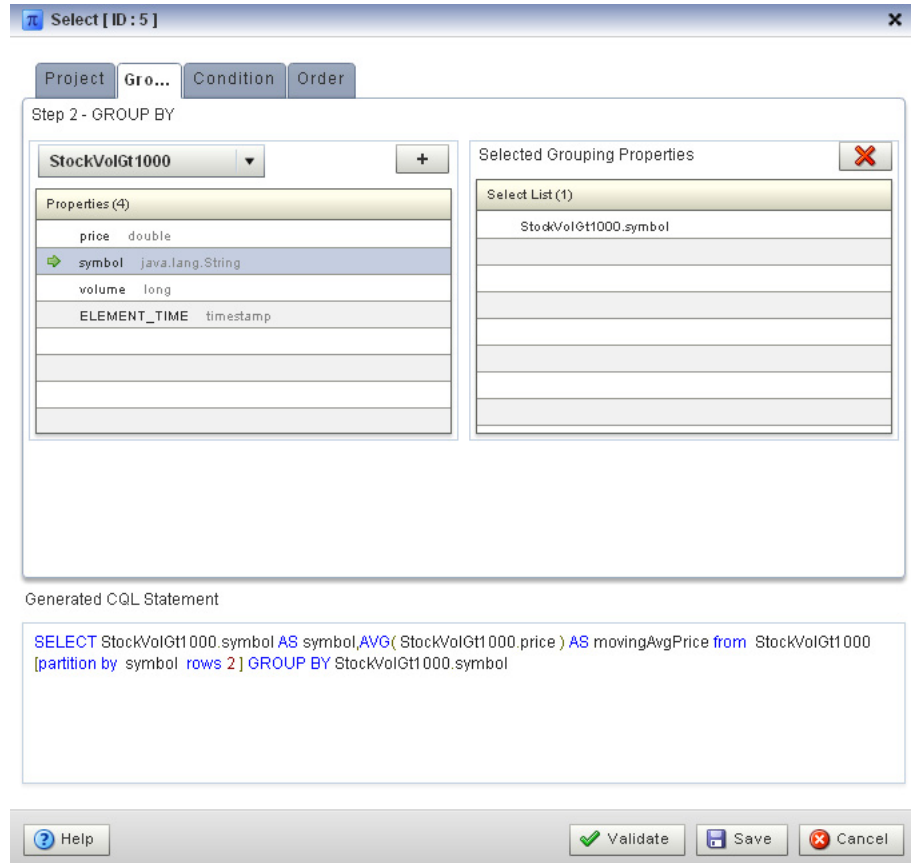 π Select [ ID : 5 ]
Project Gro... Condition Order
Step 2 - GROUP BY
StockVolGt1000 +
Properties (4)
price double
symbol java.lang.String
volume long
ELEMENT_TIME timestamp
Selected Grouping Properties
Select List (1)
StockVolGt1000.symbol
Generated CQL Statement
SELECT StockVolGt1000.symbol AS symbol,AVG( StockVolGt1000.price ) AS movingAvgPrice from StockVolGt1000
[partition by symbol rows 2 ] GROUP BY StockVolGt1000.symbol
? Help Validate Save Cancel